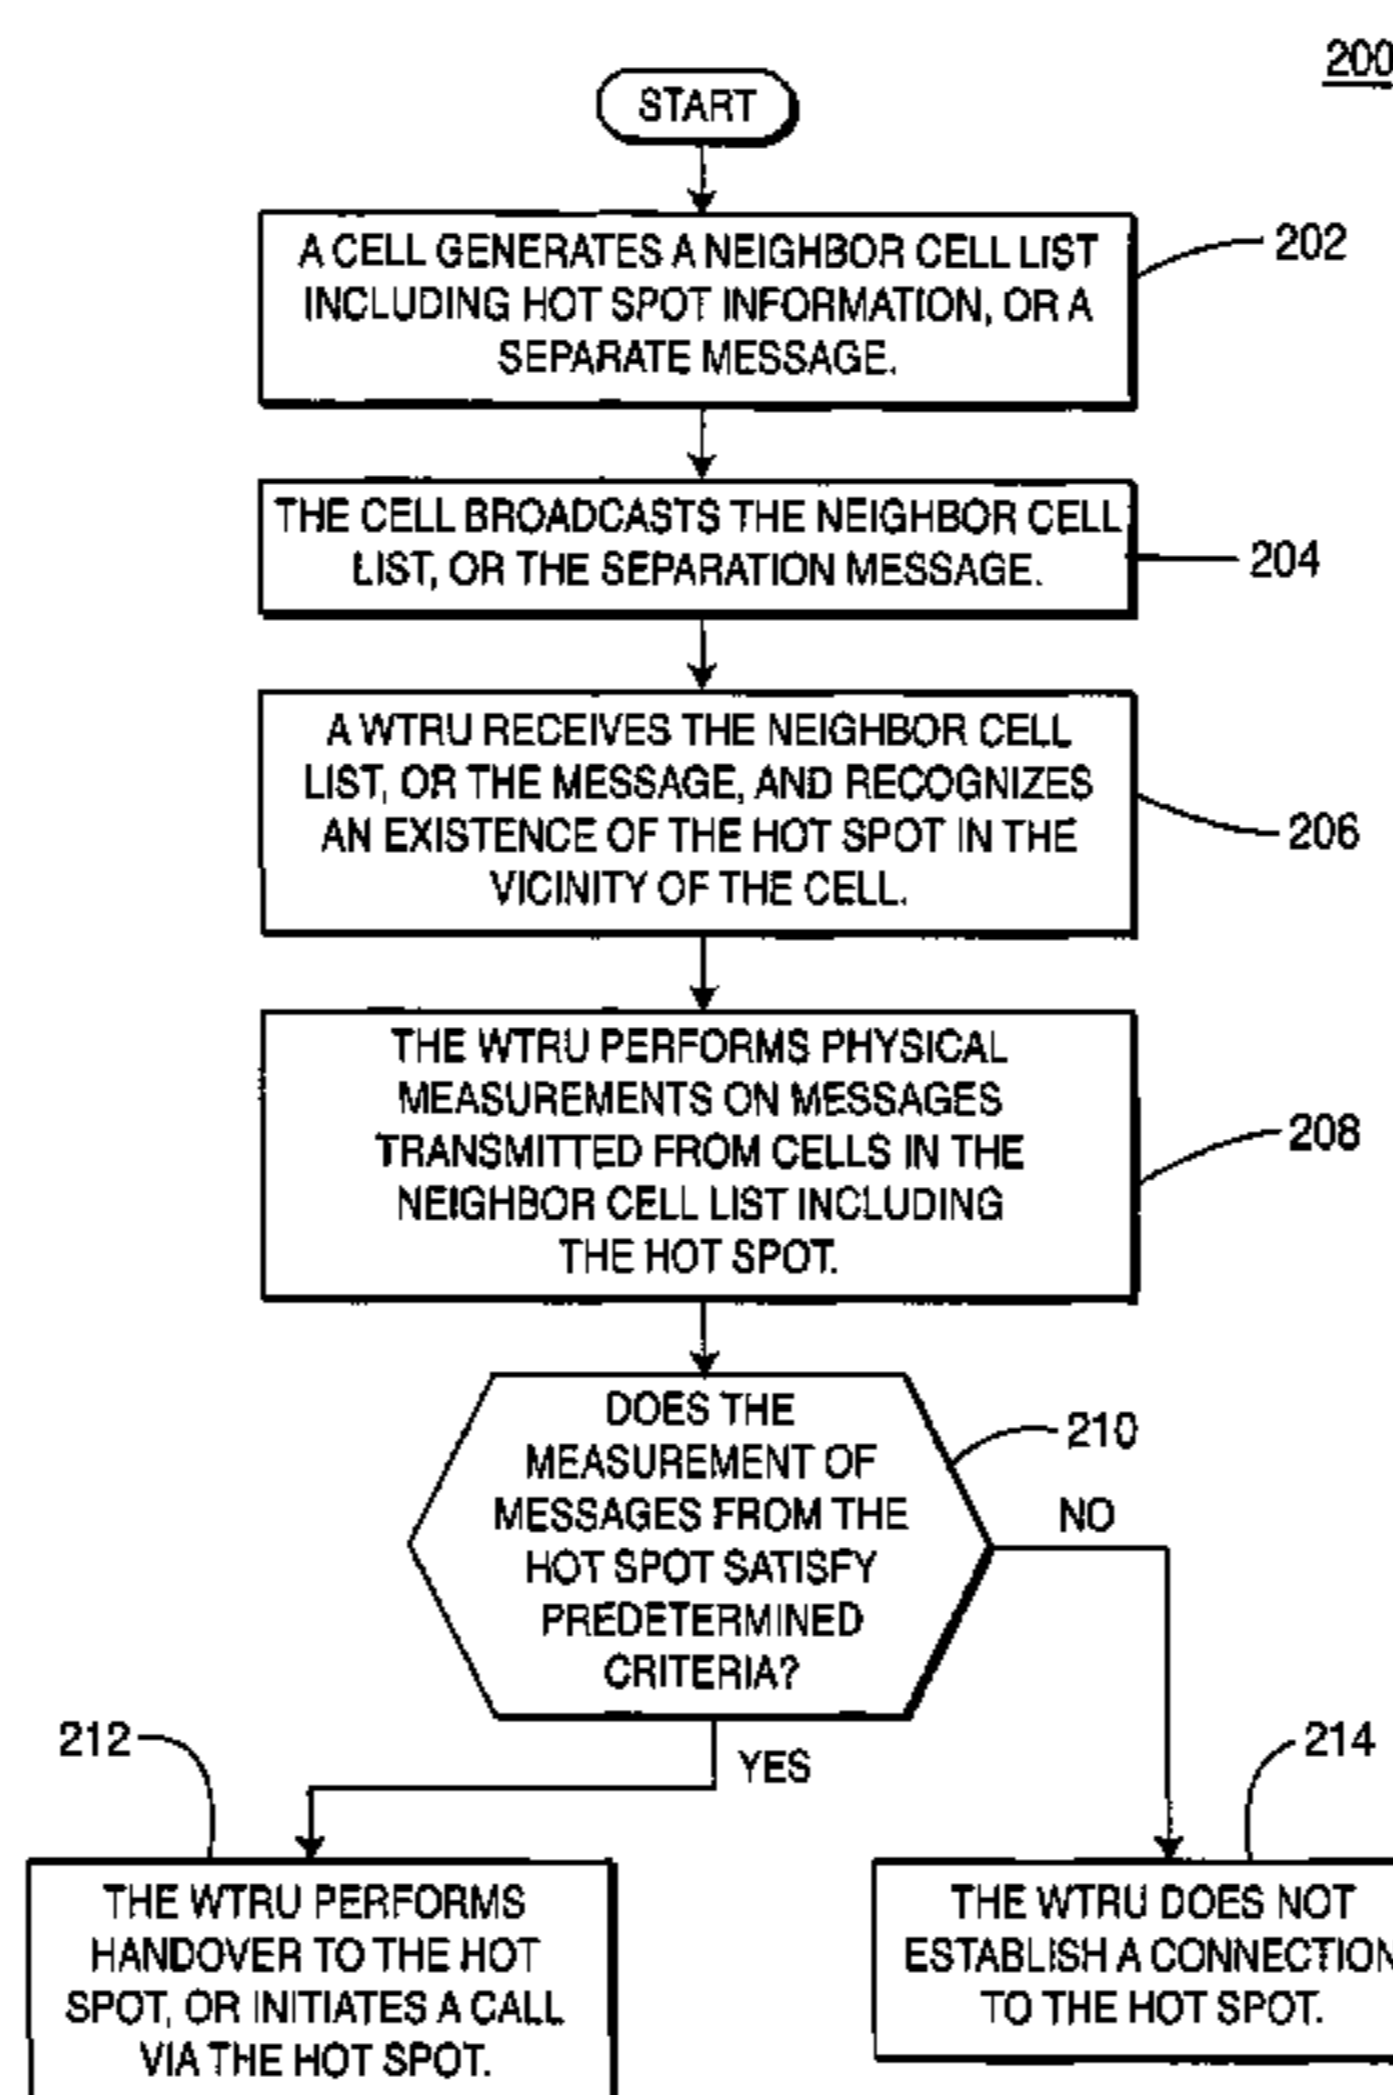 200
START
A CELL GENERATES A NEIGHBOR CELL LIST
INCLUDING HOT SPOT INFORMATION, OR A
SEPARATE MESSAGE.
202
THE CELL BROADCASTS THE NEIGHBOR CELL
LIST, OR THE SEPARATION MESSAGE.
204
A WTRU RECEIVES THE NEIGHBOR CELL
LIST, OR THE MESSAGE, AND RECOGNIZES
AN EXISTENCE OF THE HOT SPOT IN THE
VICINITY OF THE CELL.
206
THE WTRU PERFORMS PHYSICAL
MEASUREMENTS ON MESSAGES
TRANSMITTED FROM CELLS IN THE
NEIGHBOR CELL LIST INCLUDING
THE HOT SPOT.
208
DOES THE
MEASUREMENT OF
MESSAGES FROM THE
HOT SPOT SATISFY
PREDETERMINED
CRITERIA?
210
NO
YES
212
THE WTRU PERFORMS
HANDOVER TO THE HOT
SPOT, OR INITIATES A CALL
VIA THE HOT SPOT.
214
THE WTRU DOES NOT
ESTABLISH A CONNECTION
TO THE HOT SPOT.